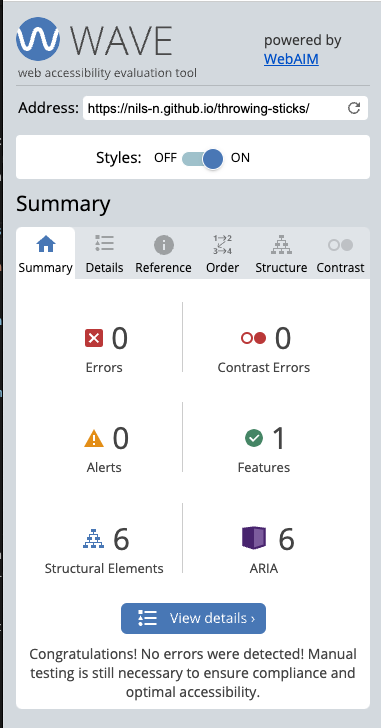 WAVE
web accessibility evaluation tool
powered by
WebAIM
Address: https://nils-n.github.io/throwing-sticks/
Styles: OFF ON
Summary
Summary Details Reference Order Structure Contrast
0
Errors
0
Contrast Errors
0
Alerts
1
Features
6
Structural Elements
6
ARIA
View details ›
Congratulations! No errors were detected! Manual
testing is still necessary to ensure compliance and
optimal accessibility.